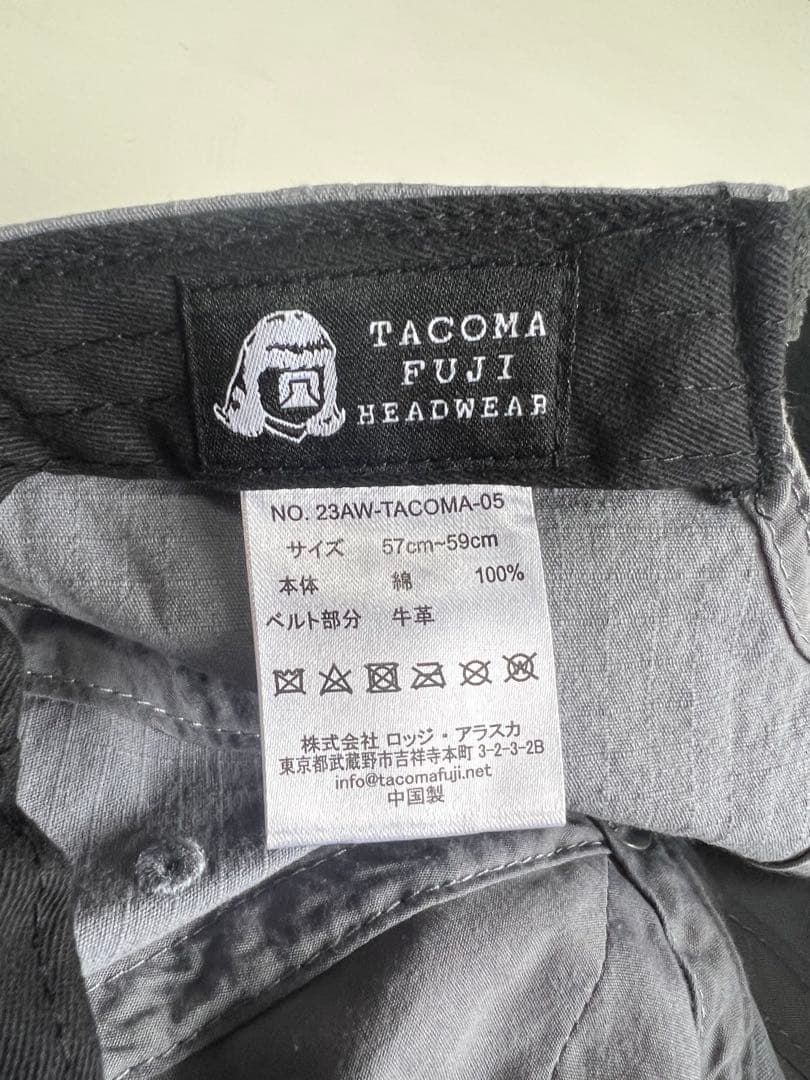 TACOMA
FUJI
HEADWEAR
NO. 23AW-TACOMA-05
サイズ 57cm~59cm
本体 綿 100%
ベルト部分 牛革
株式会社 ロッジ・アラスカ
東京都武蔵野市吉祥寺本町 3-2-3-2B
info@tacomafuji.net
中国製